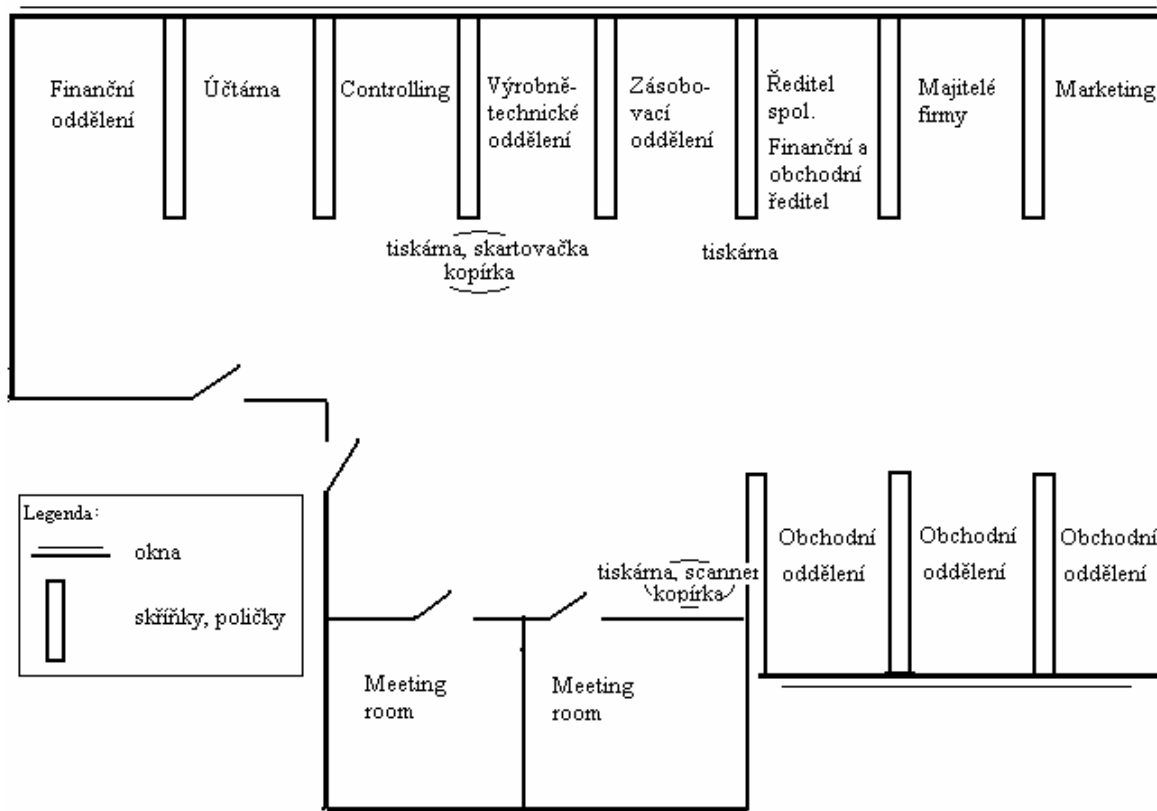 Finanční
oddělení
Účtárna
Controlling
Výrobně-
technické
oddělení
Zásobo-
vací
oddělení
Ředitel
spol.
Finanční a
obchodní
ředitel
Majitelé
firmy
Marketing
tiskárna, skartovačka
kopírka
tiskárna
Legenda:
okna
skříňky, poličky
tiskárna, scanner
kopírka
Obchodní
oddělení
Obchodní
oddělení
Obchodní
oddělení
Meeting
room
Meeting
room